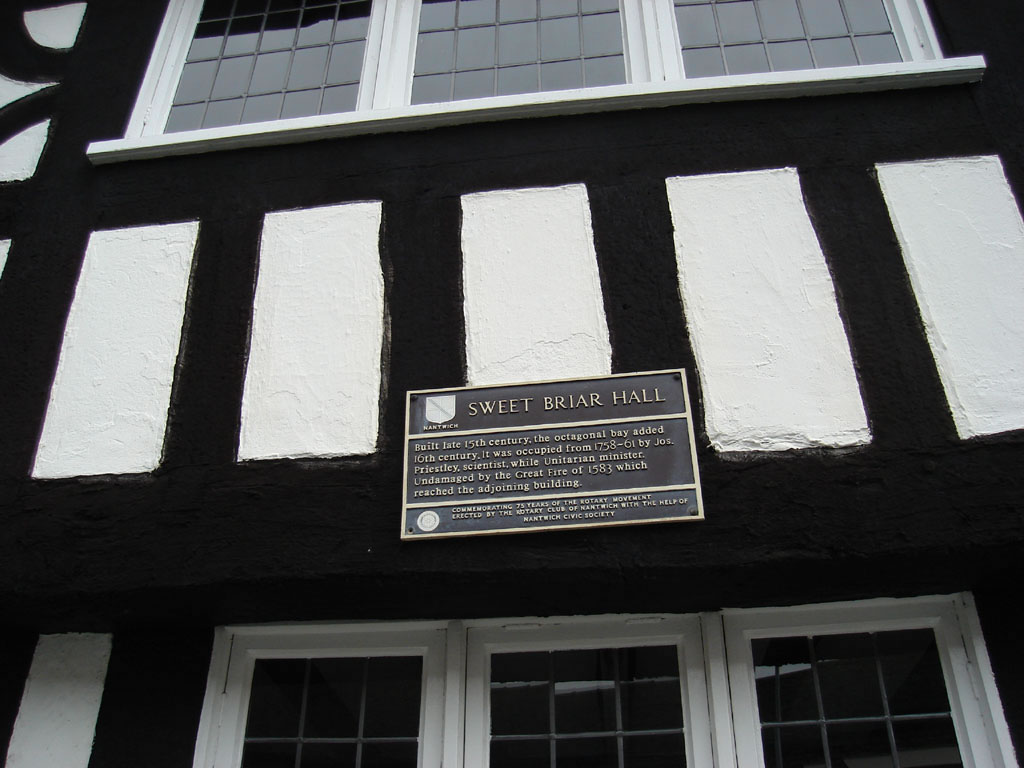 SWEET BRIAR HALL
NANTWICH
Built late 15th century, the octagonal bay added
16th century. It was occupied from 1758-61 by Jos.
Priestley, scientist, while Unitarian minister.
Undamaged by the Great Fire of 1583 which
reached the adjoining building.
COMMEMORATING 75 YEARS OF THE ROTARY MOVEMENT
ERECTED BY THE ROTARY CLUB OF NANTWICH WITH THE HELP OF
NANTWICH CIVIC SOCIETY